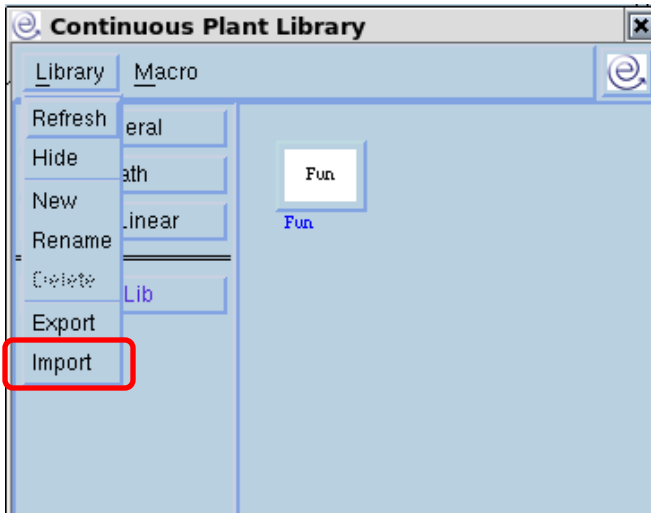 Continuous Plant Library
Library Macro
Refresh
Hide
New
Rename
Delete
Export
Import
eral
ath
Linear
Lib
Fun
Fun